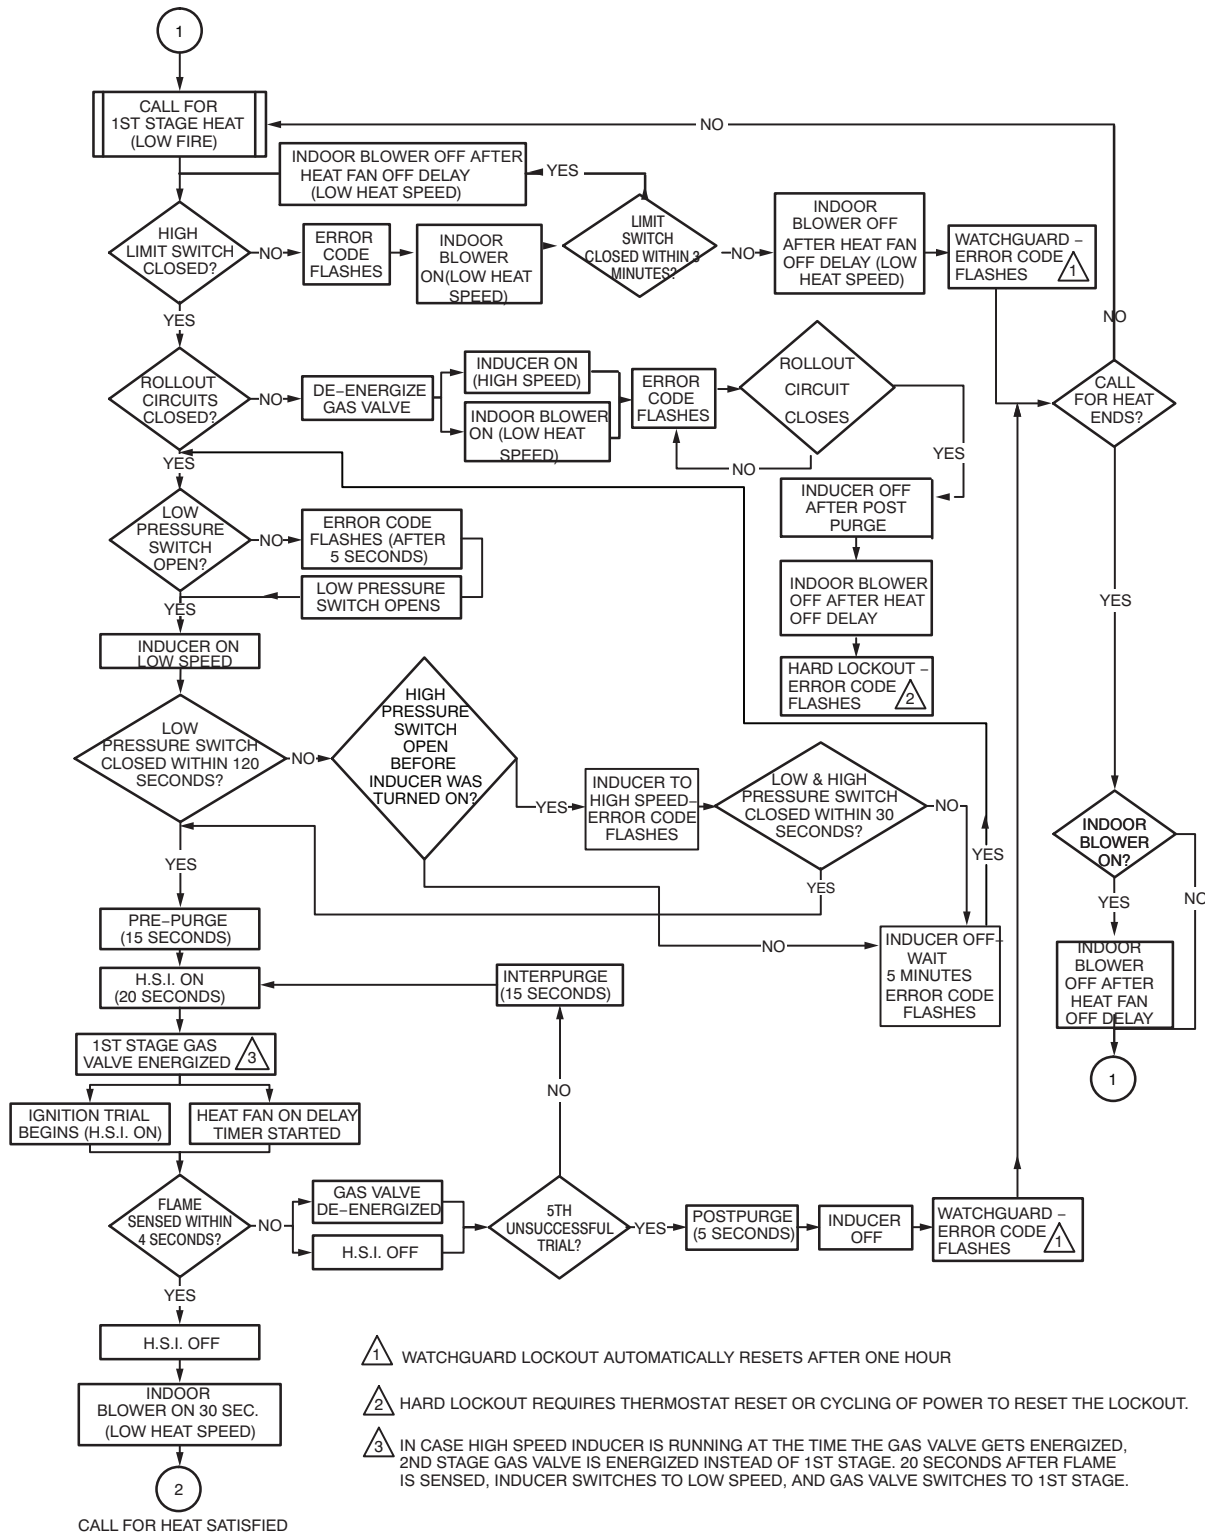 1
CALL FOR
1ST STAGE HEAT
(LOW FIRE)
NO
INDOOR BLOWER OFF AFTER
HEAT FAN OFF DELAY
(LOW HEAT SPEED)
YES
HIGH
LIMIT SWITCH
CLOSED?
NO
ERROR
CODE
FLASHES
INDOOR
BLOWER
ON(LOW HEAT
SPEED)
LIMIT
SWITCH
CLOSED WITHIN 3
MINUTES?
NO
INDOOR
BLOWER OFF
AFTER HEAT FAN
OFF DELAY (LOW
HEAT SPEED)
WATCHGUARD –
ERROR CODE
FLASHES
1
NO
YES
ROLLOUT
CIRCUITS
CLOSED?
NO
DE–ENERGIZE
GAS VALVE
INDUCER ON
(HIGH SPEED)
INDOOR BLOWER
ON (LOW HEAT
SPEED)
ERROR
CODE
FLASHES
ROLLOUT
CIRCUIT
CLOSES
NO
YES
CALL
FOR HEAT
ENDS?
YES
INDUCER OFF
AFTER POST
PURGE
INDOOR BLOWER
OFF AFTER HEAT
OFF DELAY
HARD LOCKOUT –
ERROR CODE
FLASHES
2
YES
LOW
PRESSURE
SWITCH
OPEN?
NO
ERROR CODE
FLASHES (AFTER
5 SECONDS)
LOW PRESSURE
SWITCH OPENS
YES
INDUCER ON
LOW SPEED
LOW
PRESSURE SWITCH
CLOSED WITHIN 120
SECONDS?
NO
HIGH
PRESSURE
SWITCH
OPEN
BEFORE
INDUCER WAS
TURNED ON?
YES
INDUCER TO
HIGH SPEED–
ERROR CODE
FLASHES
LOW & HIGH
PRESSURE SWITCH
CLOSED WITHIN 30
SECONDS?
NO
YES
YES
INDOOR
BLOWER
ON?
YES
NO
YES
PRE–PURGE
(15 SECONDS)
NO
INDUCER OFF–
WAIT
5 MINUTES
ERROR CODE
FLASHES
INDOOR
BLOWER
OFF AFTER
HEAT FAN
OFF DELAY
1
H.S.I. ON
(20 SECONDS)
INTERPURGE
(15 SECONDS)
1ST STAGE GAS
VALVE ENERGIZED
3
NO
IGNITION TRIAL
BEGINS (H.S.I. ON)
HEAT FAN ON DELAY
TIMER STARTED
FLAME
SENSED WITHIN
4 SECONDS?
NO
GAS VALVE
DE–ENERGIZED
H.S.I. OFF
5TH
UNSUCCESSFUL
TRIAL?
YES
POSTPURGE
(5 SECONDS)
INDUCER
OFF
WATCHGUARD –
ERROR CODE
FLASHES
1
YES
H.S.I. OFF
INDOOR
BLOWER ON 30 SEC.
(LOW HEAT SPEED)
2
CALL FOR HEAT SATISFIED
1 WATCHGUARD LOCKOUT AUTOMATICALLY RESETS AFTER ONE HOUR
2 HARD LOCKOUT REQUIRES THERMOSTAT RESET OR CYCLING OF POWER TO RESET THE LOCKOUT.
3 IN CASE HIGH SPEED INDUCER IS RUNNING AT THE TIME THE GAS VALVE GETS ENERGIZED,
2ND STAGE GAS VALVE IS ENERGIZED INSTEAD OF 1ST STAGE. 20 SECONDS AFTER FLAME
IS SENSED, INDUCER SWITCHES TO LOW SPEED, AND GAS VALVE SWITCHES TO 1ST STAGE.